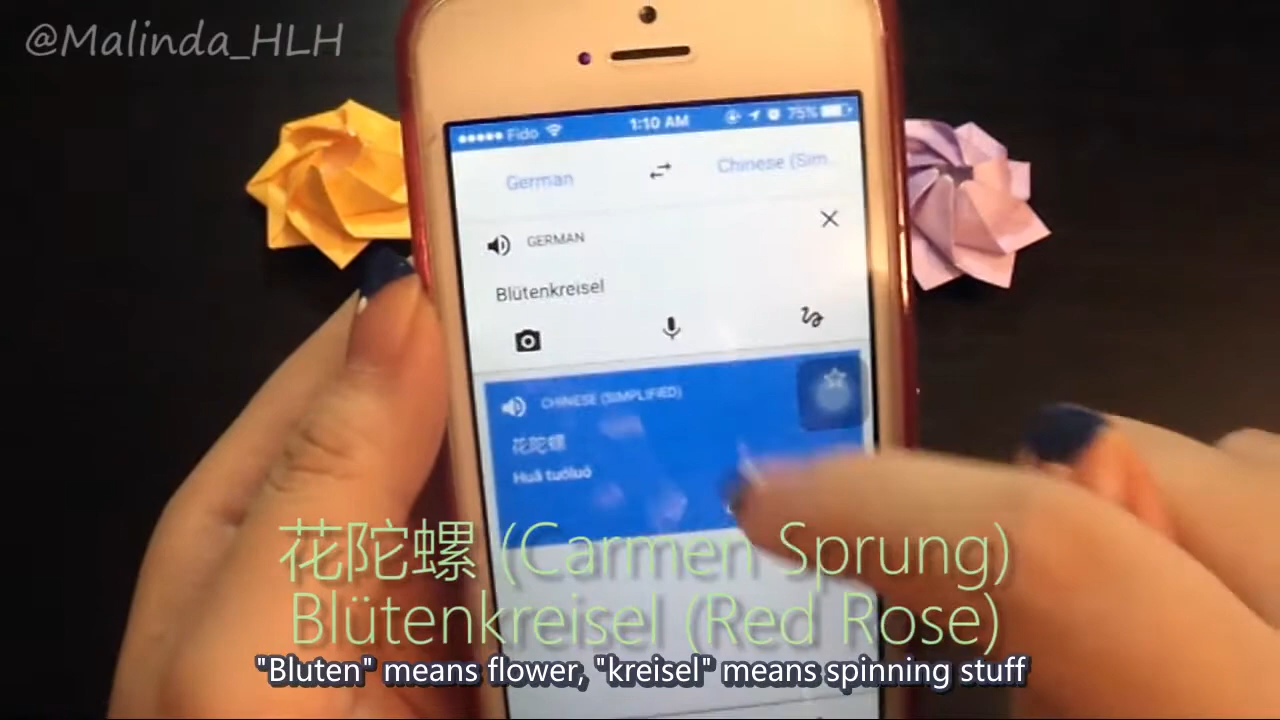 @Malinda_HLH
Fido 1:10 AM 75%
German Chinese (Sim...
GERMAN
Blütenkreisel
CHINESE (SIMPLIFIED)
花陀螺
Huā tuóluó
花陀螺 (Carmen Sprung)
Blütenkreisel (Red Rose)
"Bluten" means flower, "kreisel" means spinning stuff